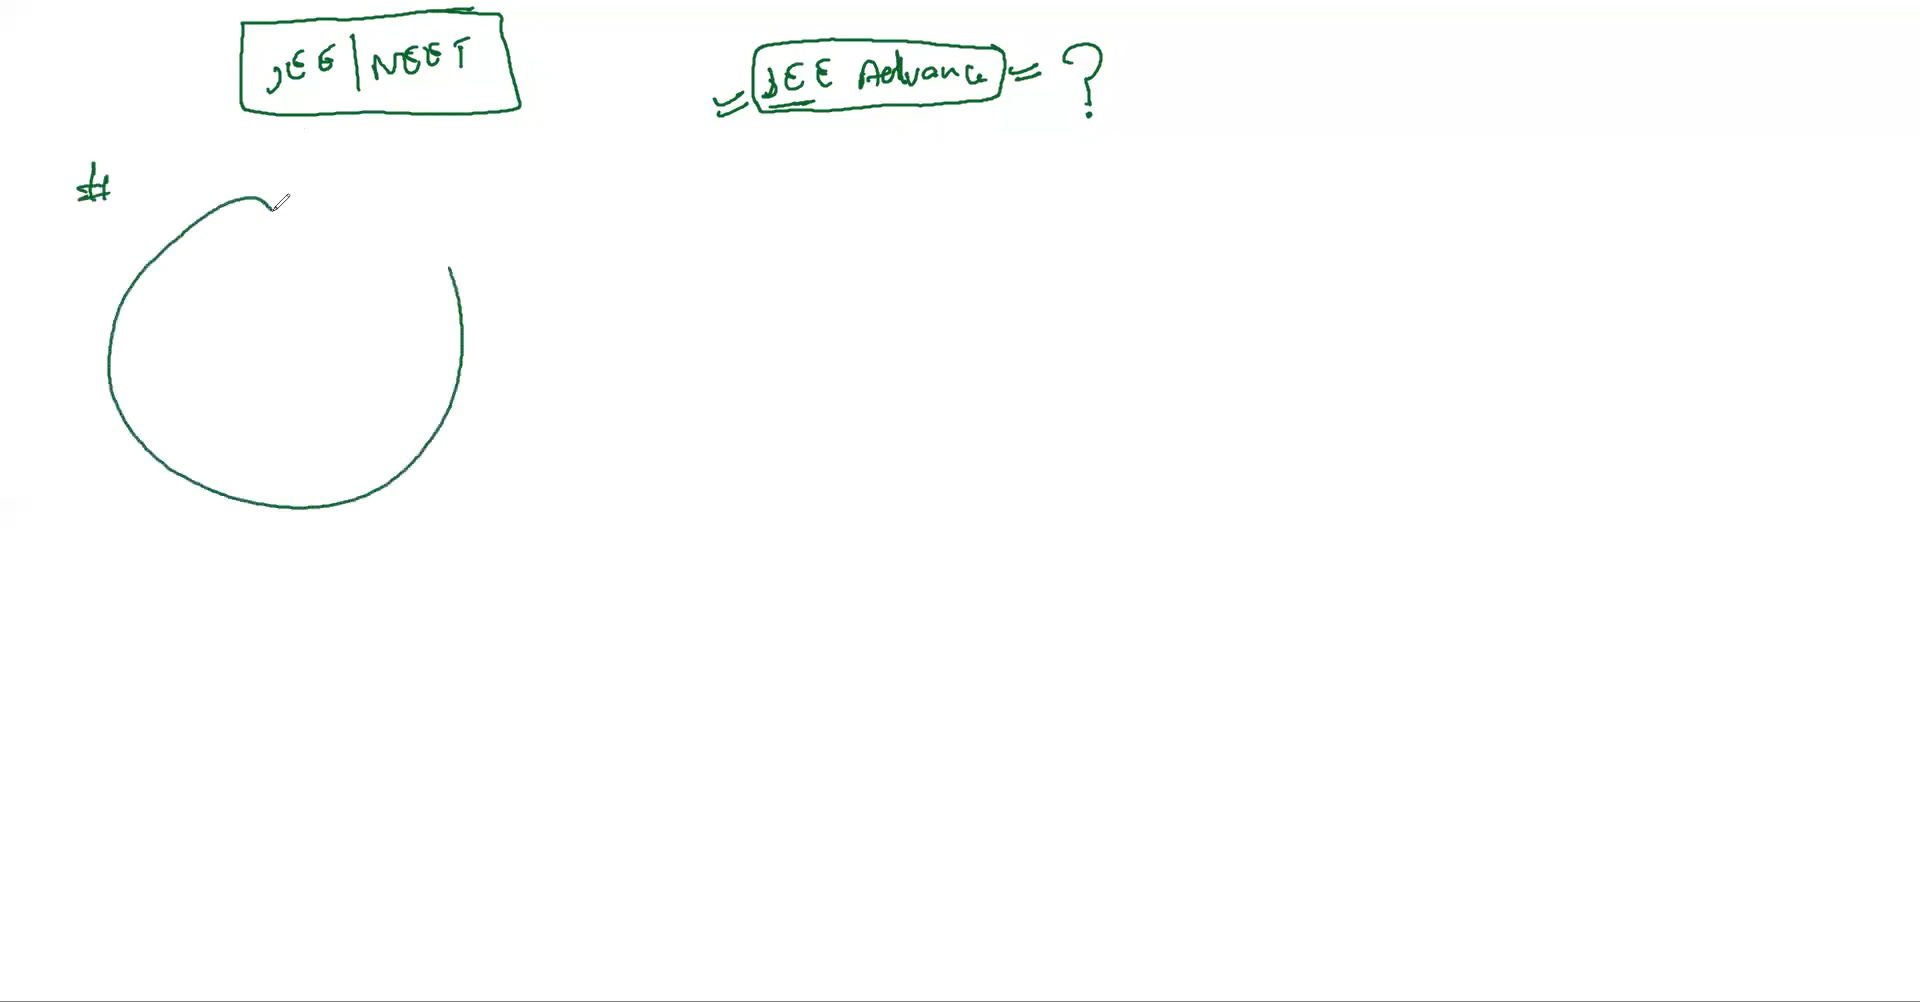 JEE | NEET
JEE Advance = ?
#